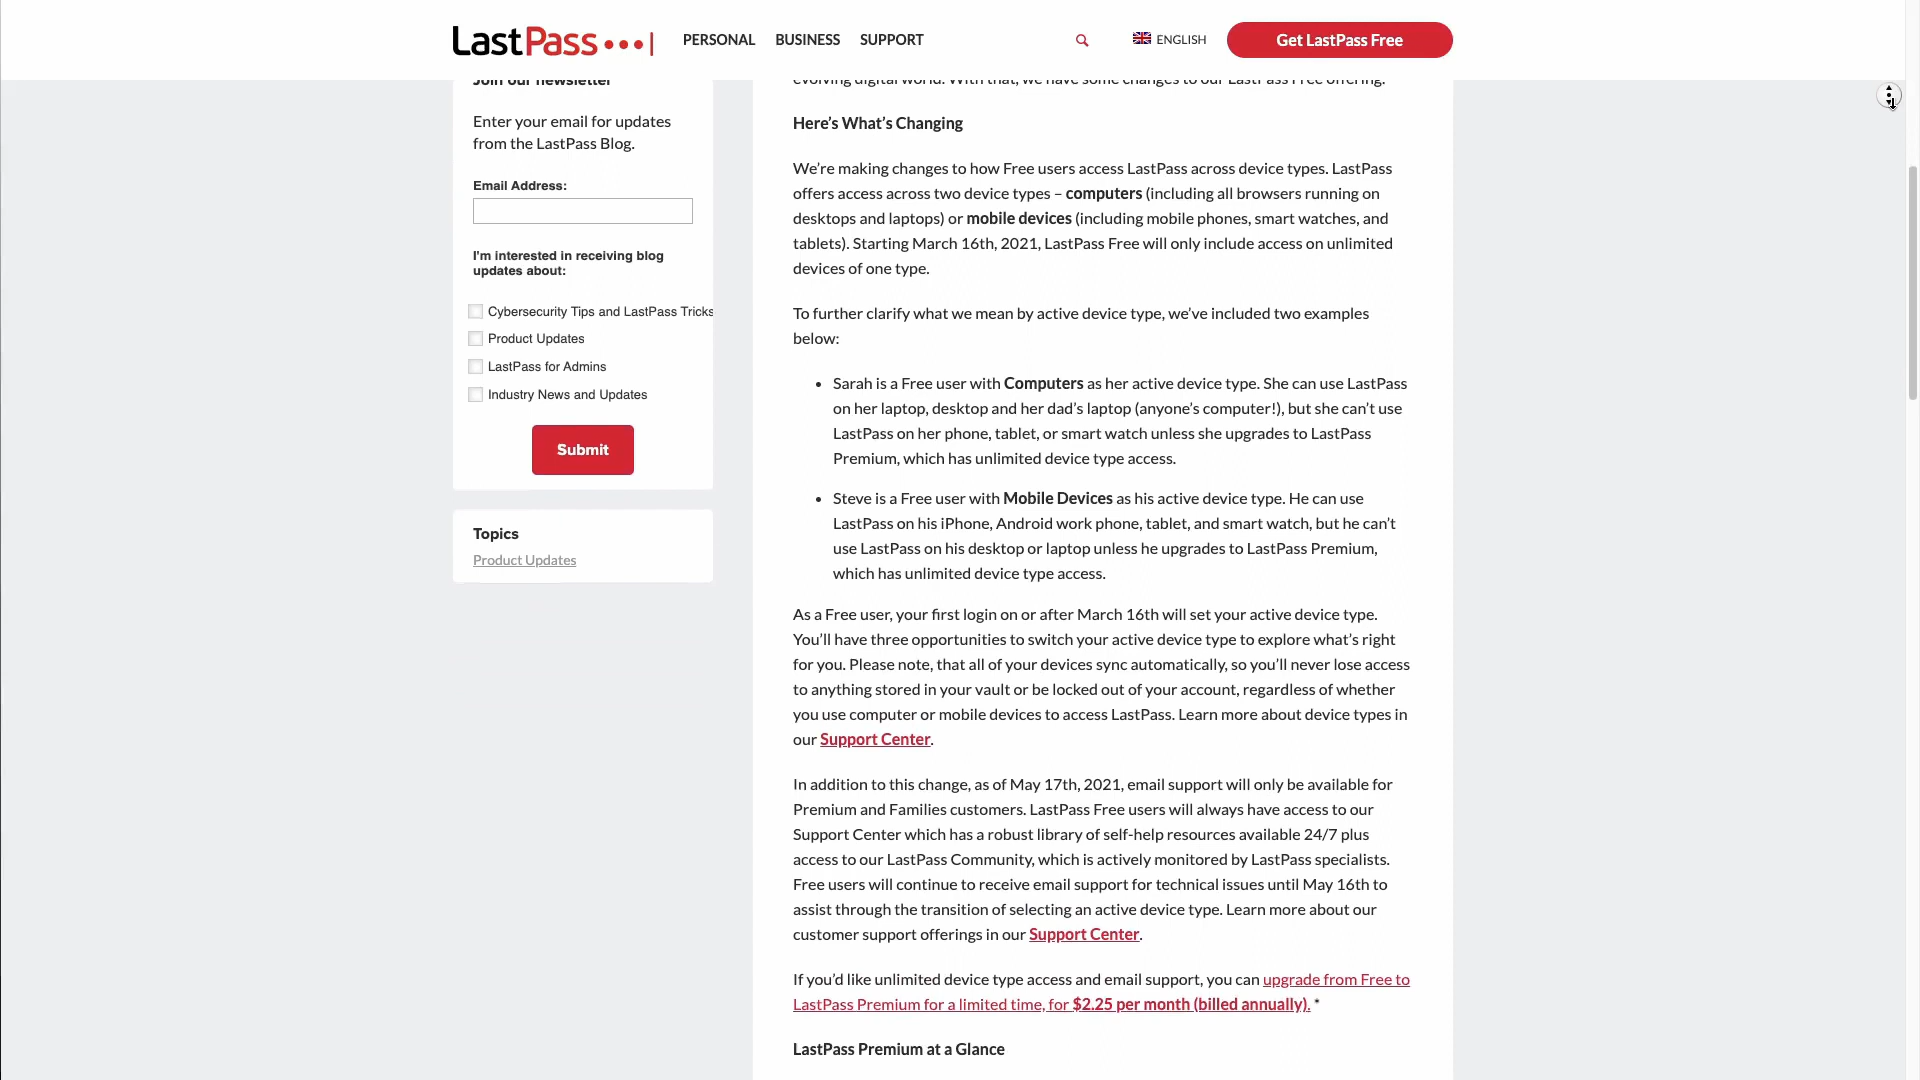 LastPass
PERSONAL
BUSINESS
SUPPORT
ENGLISH
Get LastPass Free
Join our newsletter
Enter your email for updates
from the LastPass Blog.
Email Address:
I'm interested in receiving blog
updates about:
Cybersecurity Tips and LastPass Tricks
Product Updates
LastPass for Admins
Industry News and Updates
Submit
Topics
Product Updates
evolving digital world. With that, we have some changes to our LastPass Free offering.
Here’s What’s Changing
We’re making changes to how Free users access LastPass across device types. LastPass
offers access across two device types – computers (including all browsers running on
desktops and laptops) or mobile devices (including mobile phones, smart watches, and
tablets). Starting March 16th, 2021, LastPass Free will only include access on unlimited
devices of one type.
To further clarify what we mean by active device type, we’ve included two examples
below:
• Sarah is a Free user with Computers as her active device type. She can use LastPass
on her laptop, desktop and her dad’s laptop (anyone’s computer!), but she can’t use
LastPass on her phone, tablet, or smart watch unless she upgrades to LastPass
Premium, which has unlimited device type access.
• Steve is a Free user with Mobile Devices as his active device type. He can use
LastPass on his iPhone, Android work phone, tablet, and smart watch, but he can’t
use LastPass on his desktop or laptop unless he upgrades to LastPass Premium,
which has unlimited device type access.
As a Free user, your first login on or after March 16th will set your active device type.
You’ll have three opportunities to switch your active device type to explore what’s right
for you. Please note, that all of your devices sync automatically, so you’ll never lose access
to anything stored in your vault or be locked out of your account, regardless of whether
you use computer or mobile devices to access LastPass. Learn more about device types in
our Support Center.
In addition to this change, as of May 17th, 2021, email support will only be available for
Premium and Families customers. LastPass Free users will always have access to our
Support Center which has a robust library of self-help resources available 24/7 plus
access to our LastPass Community, which is actively monitored by LastPass specialists.
Free users will continue to receive email support for technical issues until May 16th to
assist through the transition of selecting an active device type. Learn more about our
customer support offerings in our Support Center.
If you’d like unlimited device type access and email support, you can upgrade from Free to
LastPass Premium for a limited time, for $2.25 per month (billed annually). *
LastPass Premium at a Glance